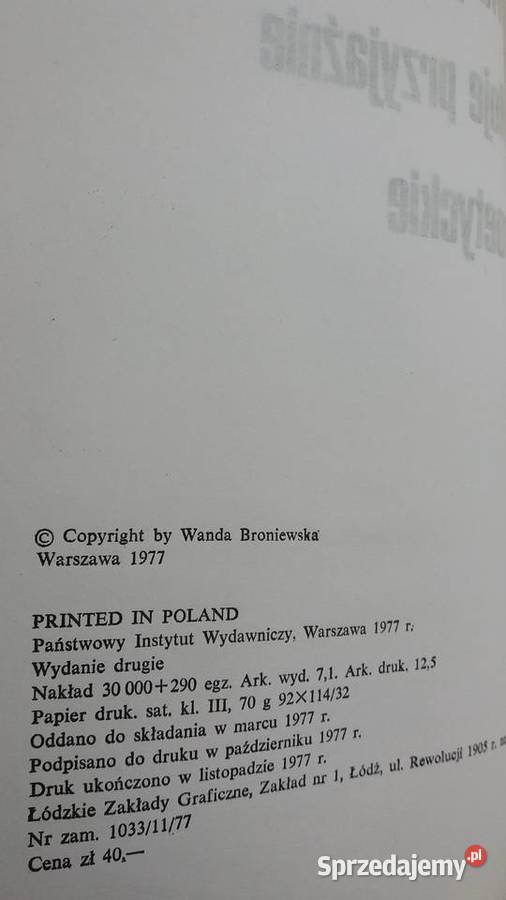 oje przyjaźnie
etyckie
© Copyright by Wanda Broniewska
Warszawa 1977
PRINTED IN POLAND
Państwowy Instytut Wydawniczy, Warszawa 1977 r.
Wydanie drugie
Nakład 30 000+290 egz. Ark. wyd. 7,1. Ark. druk. 12,5
Papier druk. sat. kl. III, 70 g 92×114/32
Oddano do składania w marcu 1977 r.
Podpisano do druku w październiku 1977 r.
Druk ukończono w listopadzie 1977 r.
Łódzkie Zakłady Graficzne, Zakład nr 1, Łódź, ul. Rewolucji 1905 r.
Nr zam. 1033/11/77
Cena zł 40,—
Sprzedajemy.pl